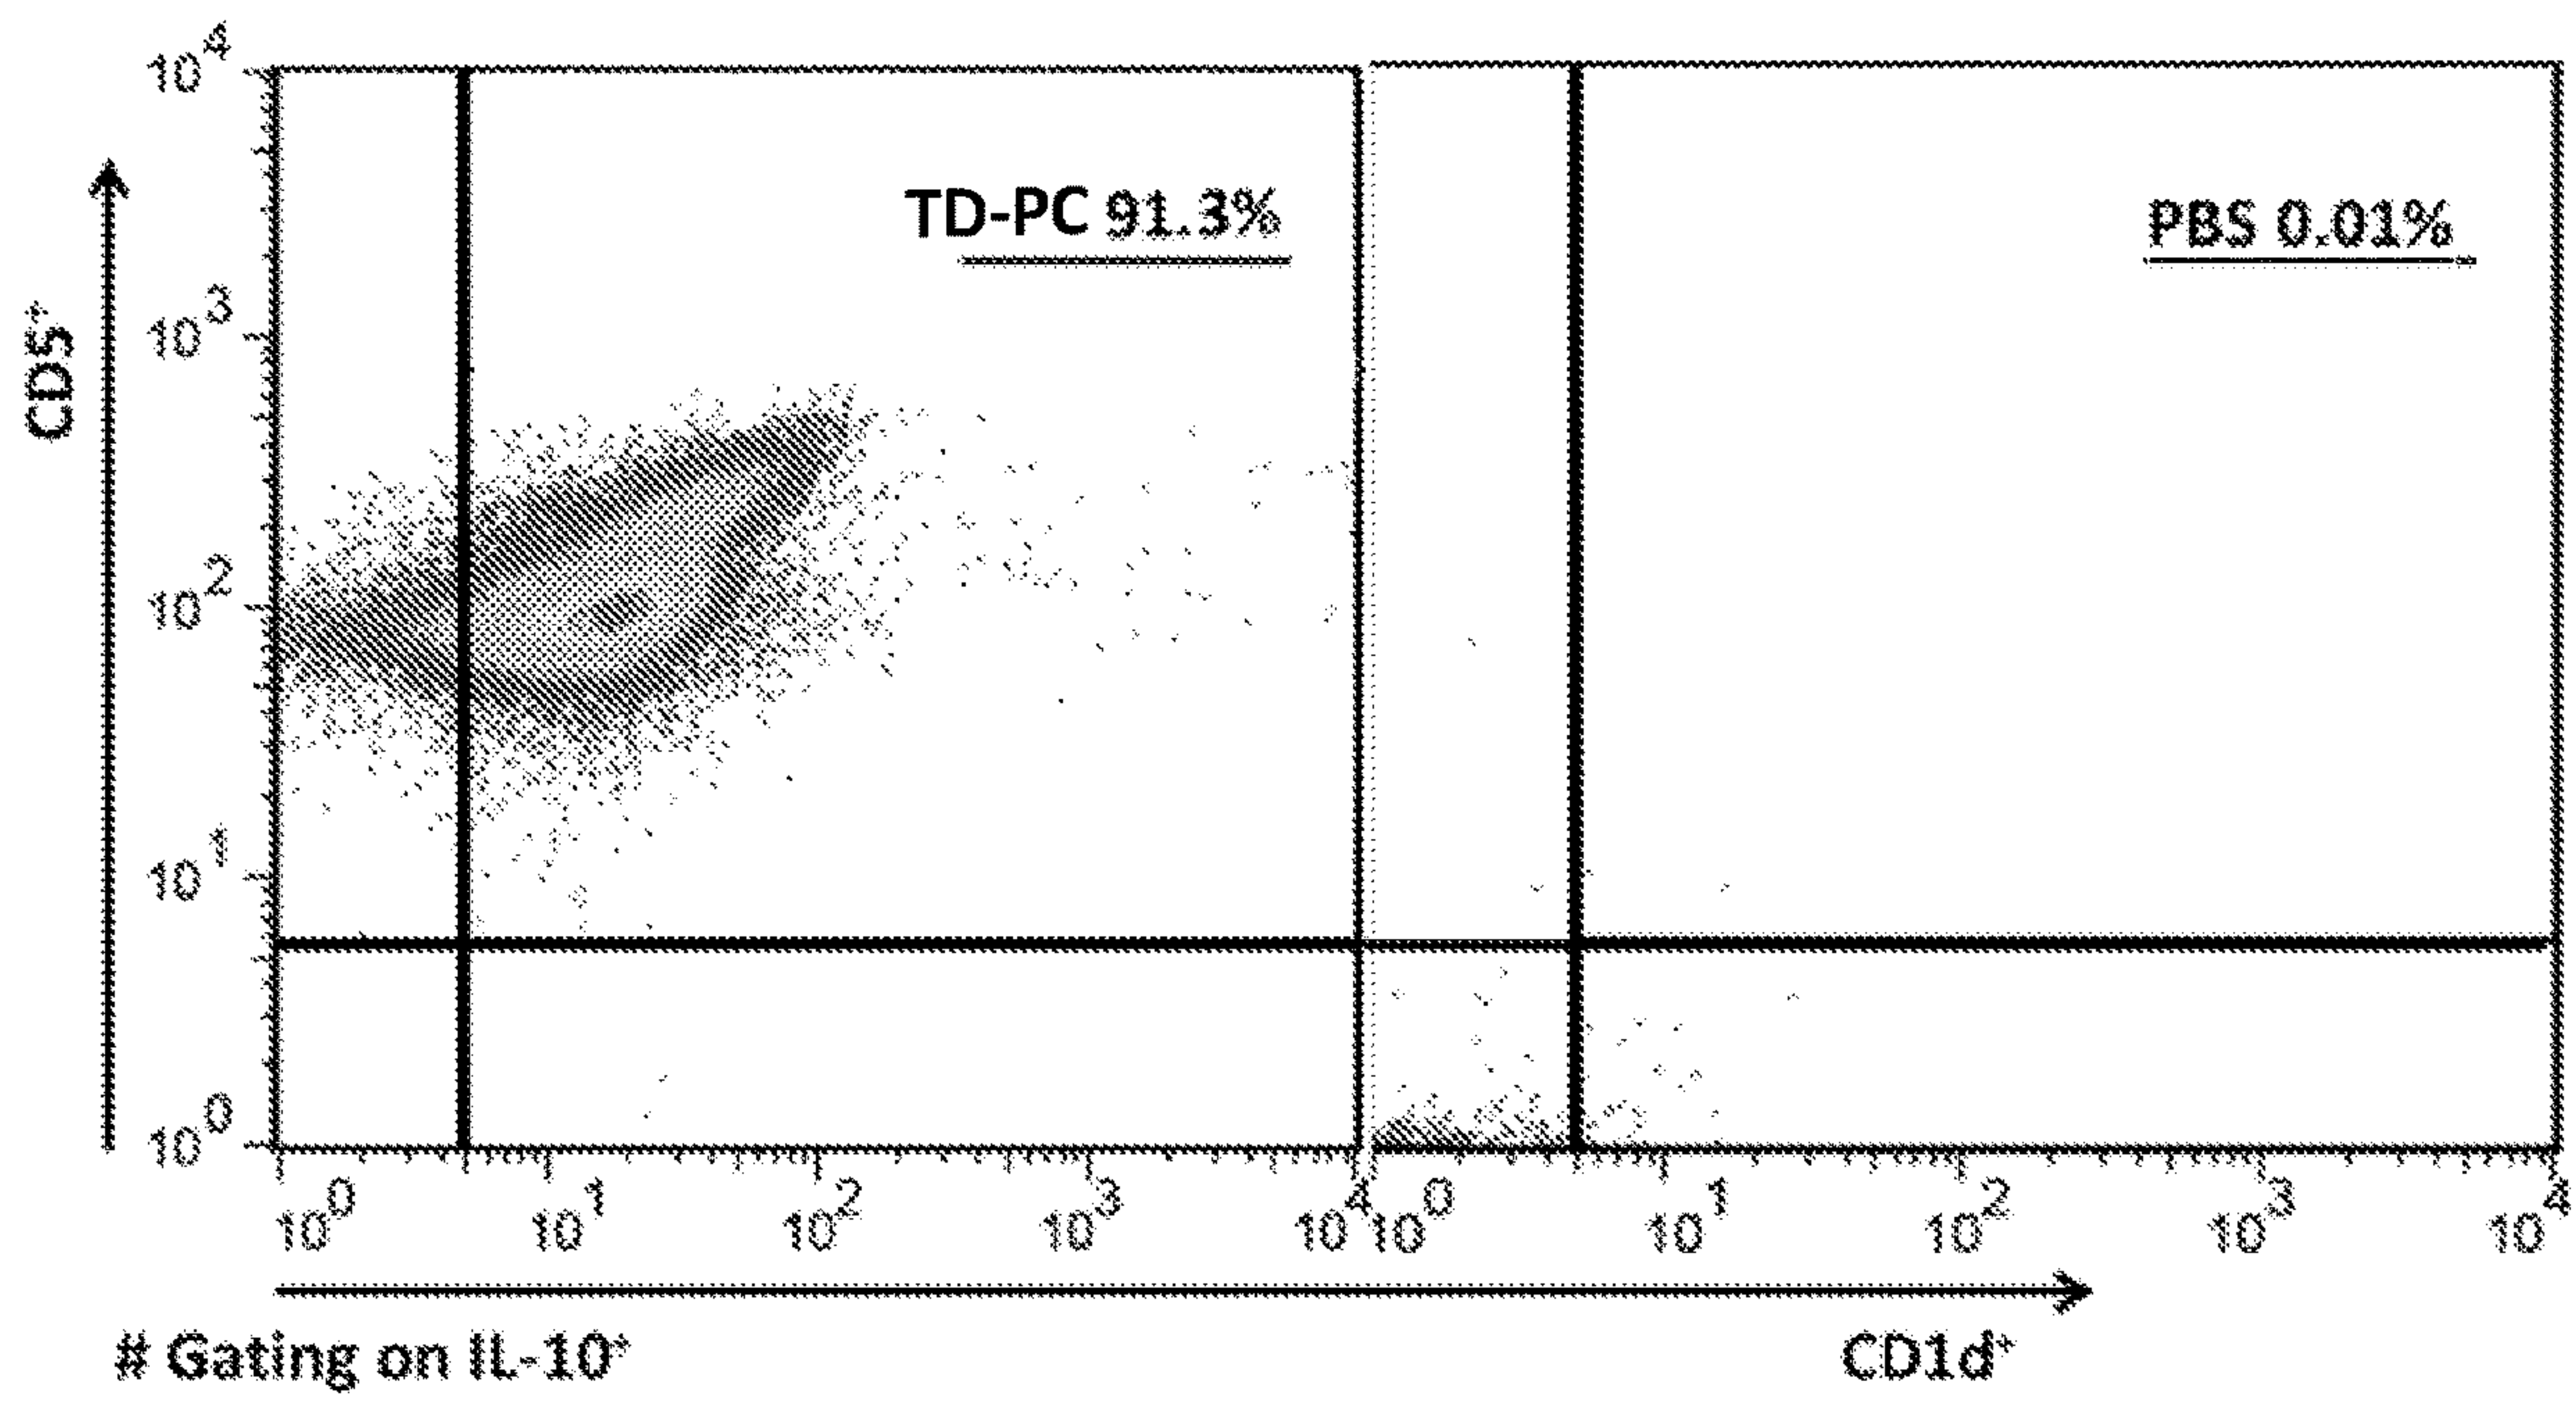 TD-PC 91.3%
PBS 0.01%
CD5⁺
10⁴
10³
10²
10¹
10⁰
10⁰ 10¹ 10² 10³ 10⁴
10⁰ 10¹ 10² 10³ 10⁴
# Gating on IL-10⁺
CD1d⁺